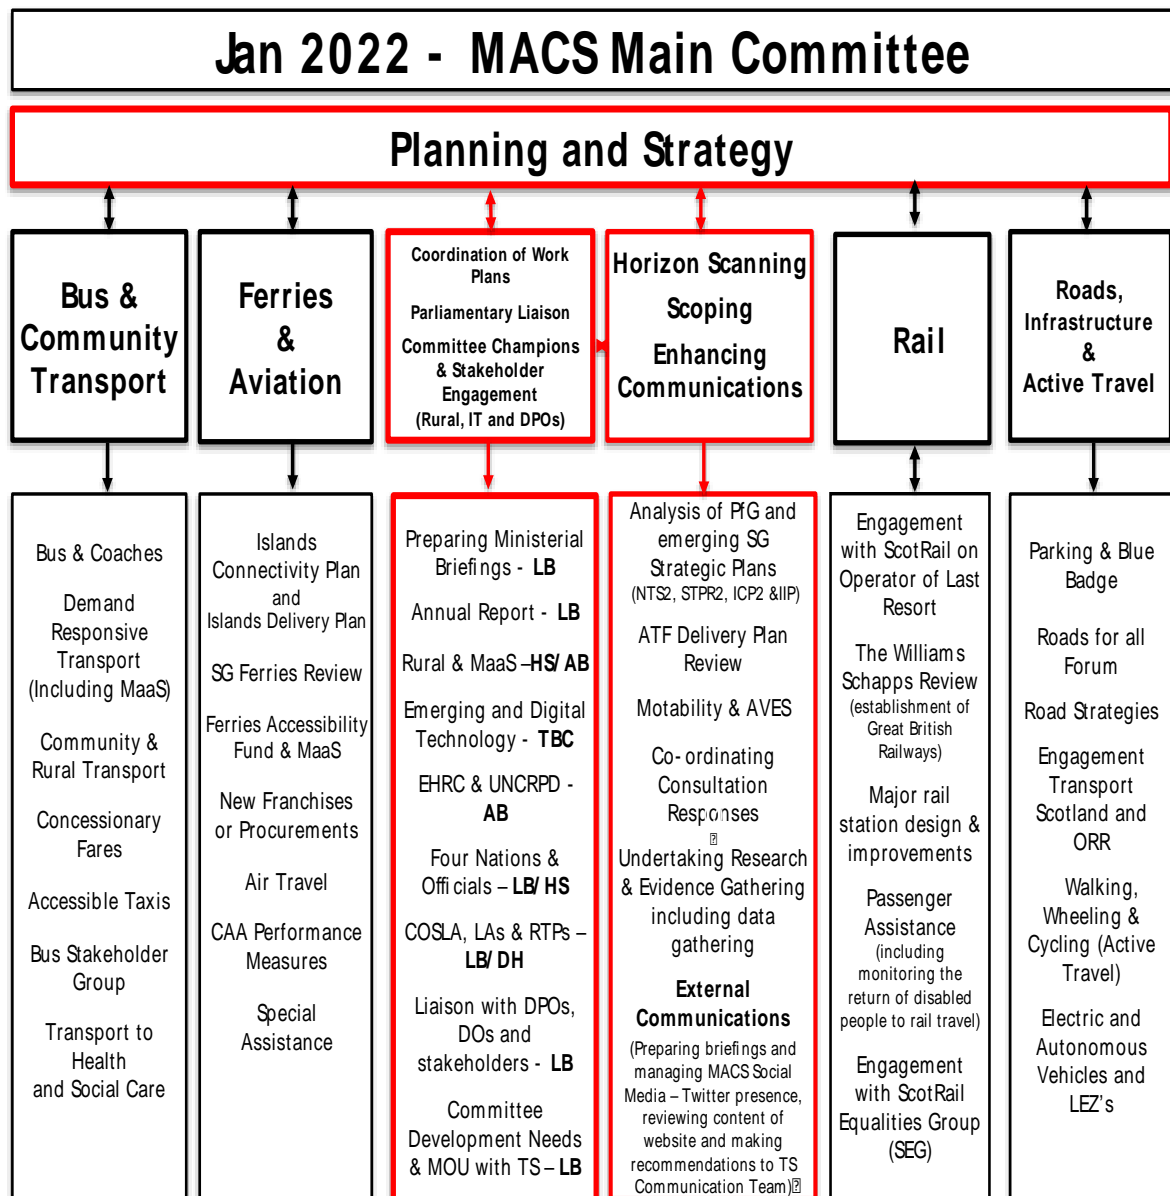 Jan 2022 - MACS Main Committee
Planning and Strategy
Bus &
Community
Transport
Ferries
&
Aviation
Coordination of Work
Plans
Parliamentary Liaison
Committee Champions
& Stakeholder
Engagement
(Rural, IT and DPOs)
Horizon Scanning
Scoping
Enhancing
Communications
Rail
Roads,
Infrastructure
&
Active Travel
Bus & Coaches
Demand
Responsive
Transport
(Including MaaS)
Community &
Rural Transport
Concessionary
Fares
Accessible Taxis
Bus Stakeholder
Group
Transport to
Health
and Social Care
Islands
Connectivity Plan
and
Islands Delivery Plan
SG Ferries Review
Ferries Accessibility
Fund & MaaS
New Franchises
or Procurements
Air Travel
CAA Performance
Measures
Special
Assistance
Preparing Ministerial
Briefings - LB
Annual Report - LB
Rural & MaaS –HS/ AB
Emerging and Digital
Technology - TBC
EHRC & UNCRPD -
AB
Four Nations &
Officials – LB/ HS
COSLA, LAs & RTPs –
LB/ DH
Liaison with DPOs,
DOs and
stakeholders - LB
Committee
Development Needs
& MOU with TS – LB
Analysis of PfG and
emerging SG
Strategic Plans
(NTS2, STPR2, ICP2 &IIP)
ATF Delivery Plan
Review
Motability & AVES
Co- ordinating
Consultation
Responses
Undertaking Research
& Evidence Gathering
including data
gathering
External
Communications
(Preparing briefings and
managing MACS Social
Media – Twitter presence,
reviewing content of
website and making
recommendations to TS
Communication Team)
Engagement
with ScotRail on
Operator of Last
Resort
The Williams
Schapps Review
(establishment of
Great British
Railways)
Major rail
station design &
improvements
Passenger
Assistance
(including
monitoring the
return of disabled
people to rail travel)
Engagement
with ScotRail
Equalities Group
(SEG)
Parking & Blue
Badge
Roads for all
Forum
Road Strategies
Engagement
Transport
Scotland and
ORR
Walking,
Wheeling &
Cycling (Active
Travel)
Electric and
Autonomous
Vehicles and
LEZ's